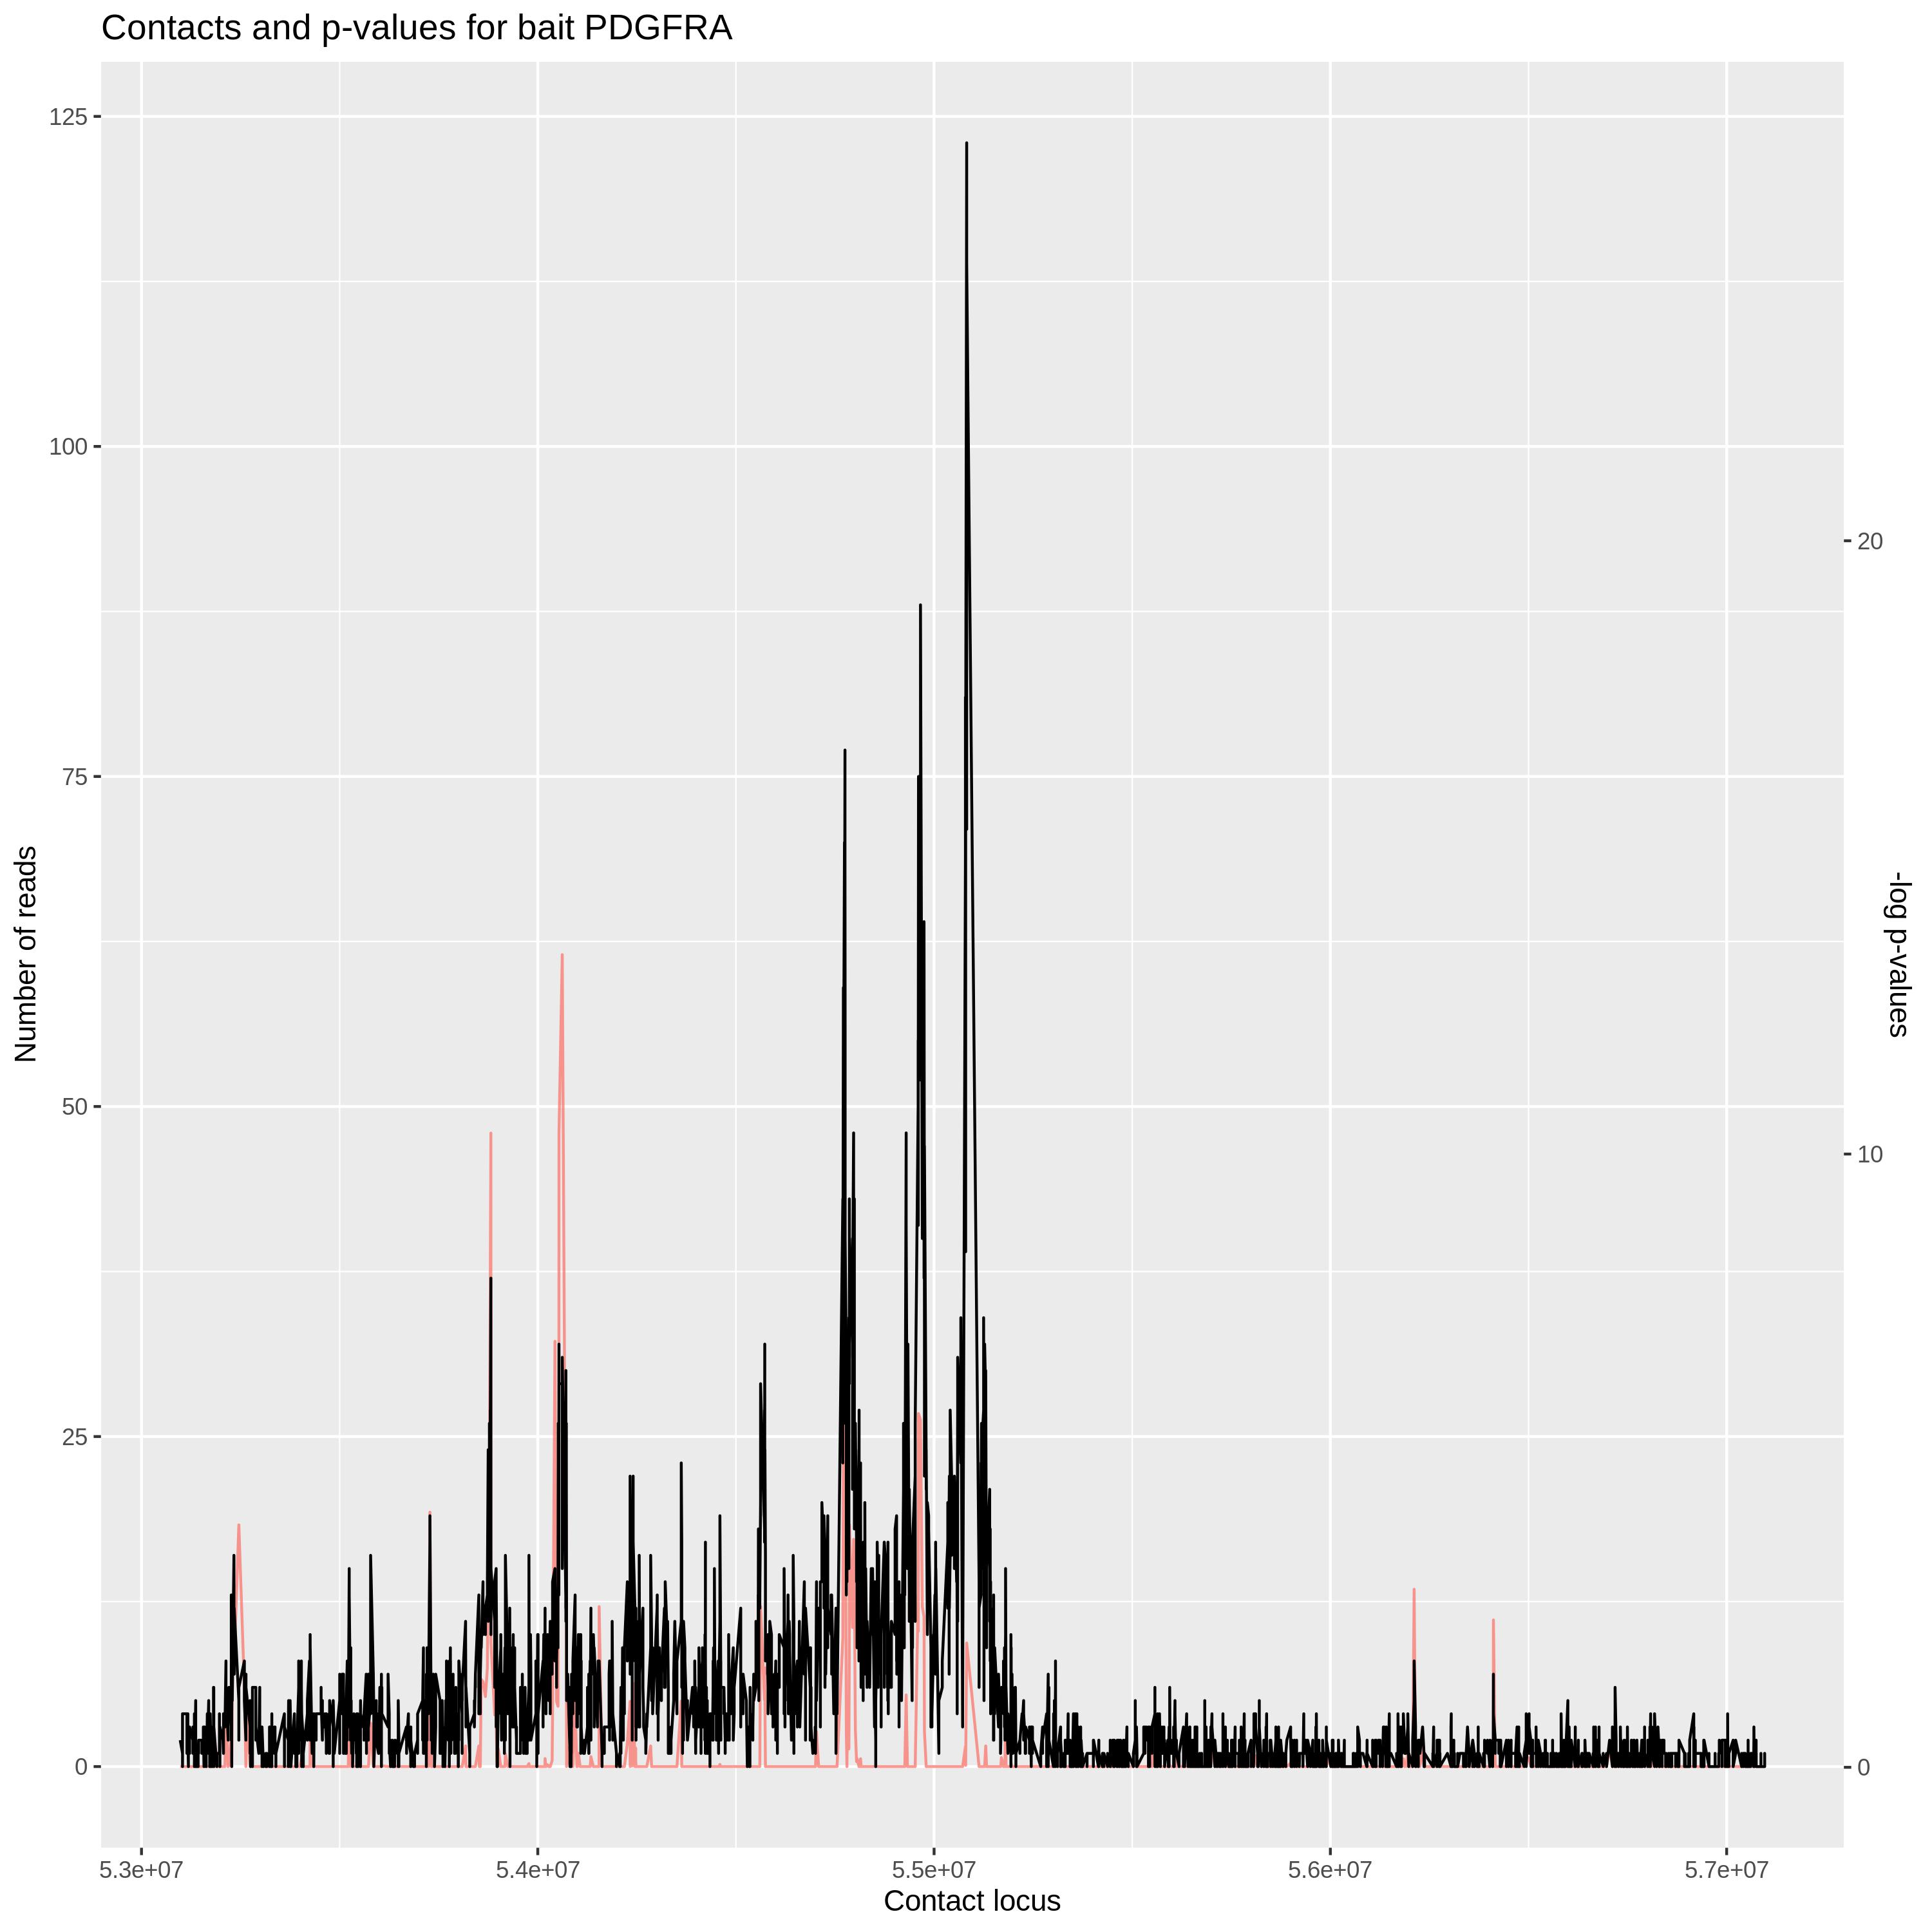 Contacts and p-values for bait PDGFRA
125
100
75
50
25
0
Number of reads
20
10
0
-log p-values
5.3e+07
5.4e+07
5.5e+07
5.6e+07
5.7e+07
Contact locus